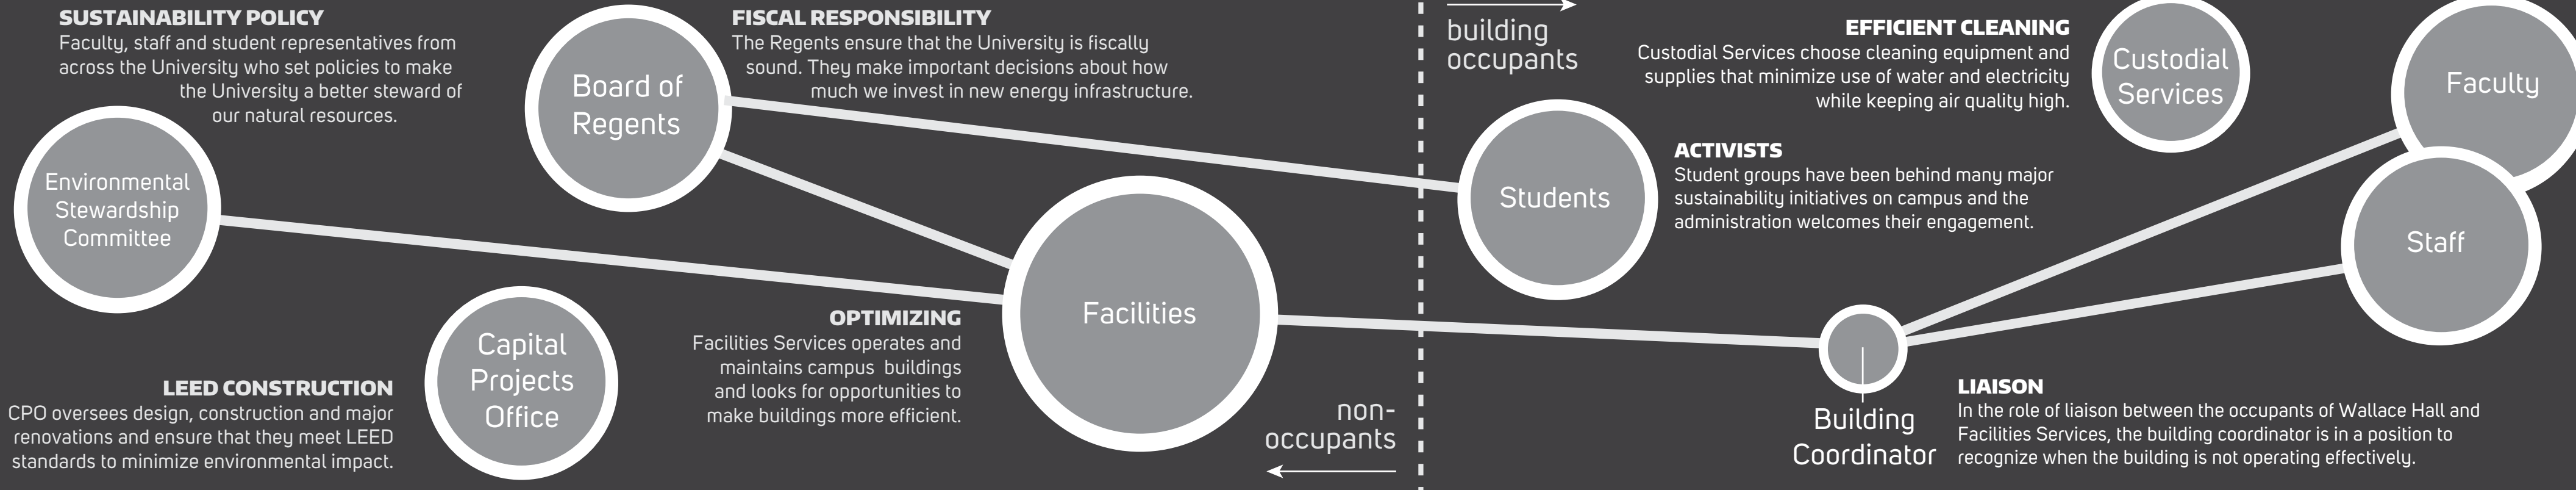 SUSTAINABILITY POLICY
Faculty, staff and student representatives from
across the University who set policies to make
the University a better steward of
our natural resources.
Environmental
Stewardship
Committee
Board of
Regents
FISCAL RESPONSIBILITY
The Regents ensure that the University is fiscally
sound. They make important decisions about how
much we invest in new energy infrastructure.
LEED CONSTRUCTION
CPO oversees design, construction and major
renovations and ensure that they meet LEED
standards to minimize environmental impact.
Capital
Projects
Office
OPTIMIZING
Facilities Services operates and
maintains campus buildings
and looks for opportunities to
make buildings more efficient.
Facilities
non-
occupants
building
occupants
Students
EFFICIENT CLEANING
Custodial Services choose cleaning equipment and
supplies that minimize use of water and electricity
while keeping air quality high.
Custodial
Services
ACTIVISTS
Student groups have been behind many major
sustainability initiatives on campus and the
administration welcomes their engagement.
Faculty
Staff
Building
Coordinator
LIAISON
In the role of liaison between the occupants of Wallace Hall and
Facilities Services, the building coordinator is in a position to
recognize when the building is not operating effectively.